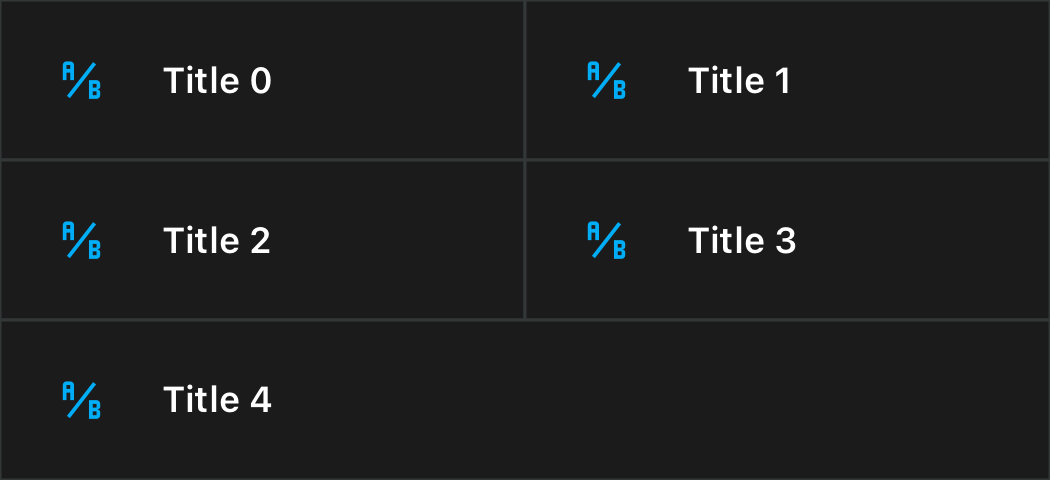 A/B Title 0
A/B Title 1
A/B Title 2
A/B Title 3
A/B Title 4